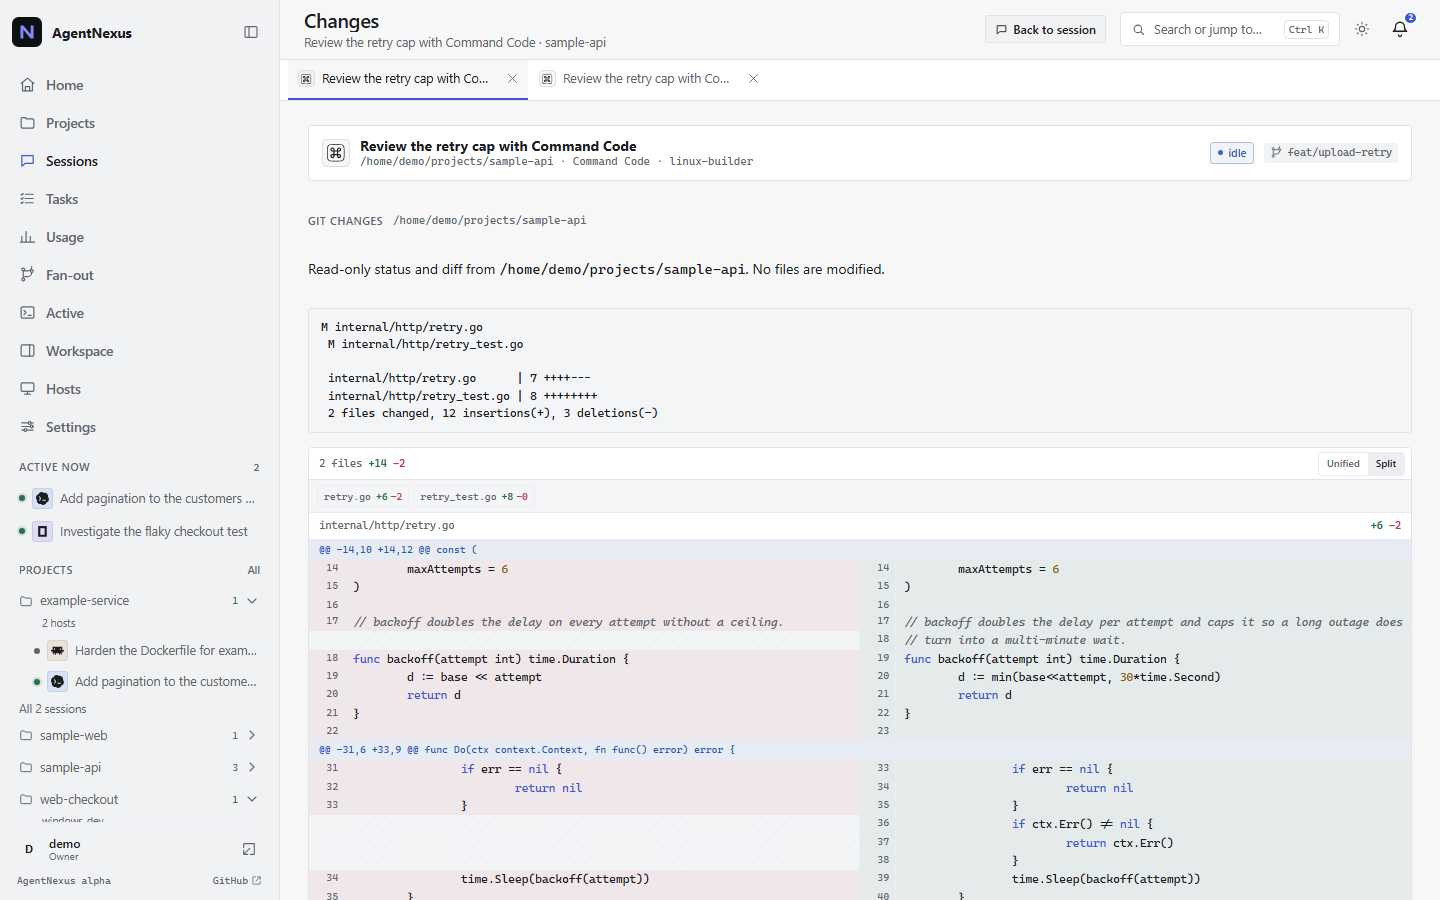 AgentNexus
Home
Projects
Sessions
Tasks
Usage
Fan-out
Active
Workspace
Hosts
Settings
ACTIVE NOW 2
Add pagination to the customers ...
Investigate the flaky checkout test
PROJECTS All
example-service 1
2 hosts
Harden the Dockerfile for exam...
Add pagination to the custome...
All 2 sessions
sample-web 1
sample-api 3
web-checkout 1
windows-dev
D demo
Owner
AgentNexus alpha GitHub
Changes
Review the retry cap with Command Code · sample-api
Back to session
Search or jump to... Ctrl K
2
Review the retry cap with Co...
Review the retry cap with Co...
Review the retry cap with Command Code
/home/demo/projects/sample-api · Command Code · linux-builder
idle
feat/upload-retry
GIT CHANGES /home/demo/projects/sample-api
Read-only status and diff from /home/demo/projects/sample-api. No files are modified.
M internal/http/retry.go
M internal/http/retry_test.go
internal/http/retry.go | 7 ++++---
internal/http/retry_test.go | 8 ++++++++
2 files changed, 12 insertions(+), 3 deletions(-)
2 files +14 −2
Unified Split
retry.go +6 −2 retry_test.go +8 −0
internal/http/retry.go +6 −2
@@ -14,10 +14,12 @@ const (
14 maxAttempts = 6
15 )
16
17 // backoff doubles the delay on every attempt without a ceiling.
18 func backoff(attempt int) time.Duration {
19 d := base << attempt
20 return d
21 }
22
14 maxAttempts = 6
15 )
16
17 // backoff doubles the delay per attempt and caps it so a long outage does
18 // turn into a multi-minute wait.
19 func backoff(attempt int) time.Duration {
20 d := min(base<<attempt, 30*time.Second)
21 return d
22 }
23
@@ -31,6 +33,9 @@ func Do(ctx context.Context, fn func() error) error {
31 if err == nil {
32 return nil
33 }
34 time.Sleep(backoff(attempt))
35 }
33 if err == nil {
34 return nil
35 }
36 if ctx.Err() != nil {
37 return ctx.Err()
38 }
39 time.Sleep(backoff(attempt))
40 }